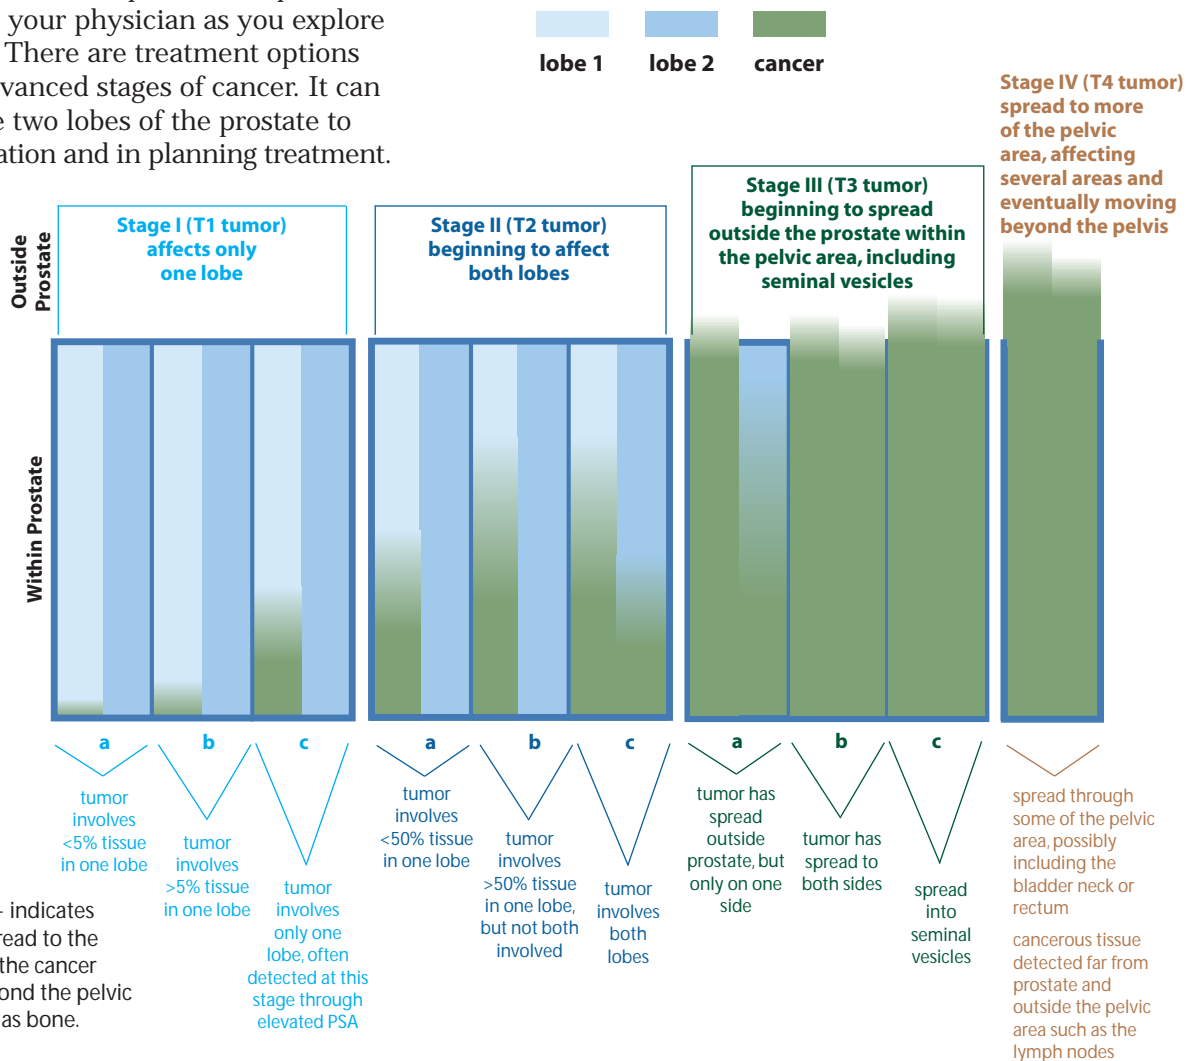 your physician as you explore
There are treatment options
vanced stages of cancer. It can
two lobes of the prostate to
ation and in planning treatment.
lobe 1
lobe 2
cancer
Outside
Prostate
Within Prostate
Stage I (T1 tumor)
affects only
one lobe
Stage II (T2 tumor)
beginning to affect
both lobes
Stage III (T3 tumor)
beginning to spread
outside the prostate within
the pelvic area, including
seminal vesicles
Stage IV (T4 tumor)
spread to more
of the pelvic
area, affecting
several areas and
eventually moving
beyond the pelvis
a
tumor
involves
<5% tissue
in one lobe
b
tumor
involves
>5% tissue
in one lobe
c
tumor
involves
only one
lobe, often
detected at this
stage through
elevated PSA
a
tumor
involves
<50% tissue
in one lobe
b
tumor
involves
>50% tissue
in one lobe,
but not both
involved
c
tumor
involves
both
lobes
a
tumor has
spread
outside
prostate, but
only on one
side
b
tumor has
spread to
both sides
c
spread
into
seminal
vesicles
spread through
some of the pelvic
area, possibly
including the
bladder neck or
rectum
cancerous tissue
detected far from
prostate and
outside the pelvic
area such as the
lymph nodes
indicates
read to the
the cancer
ond the pelvic
as bone.